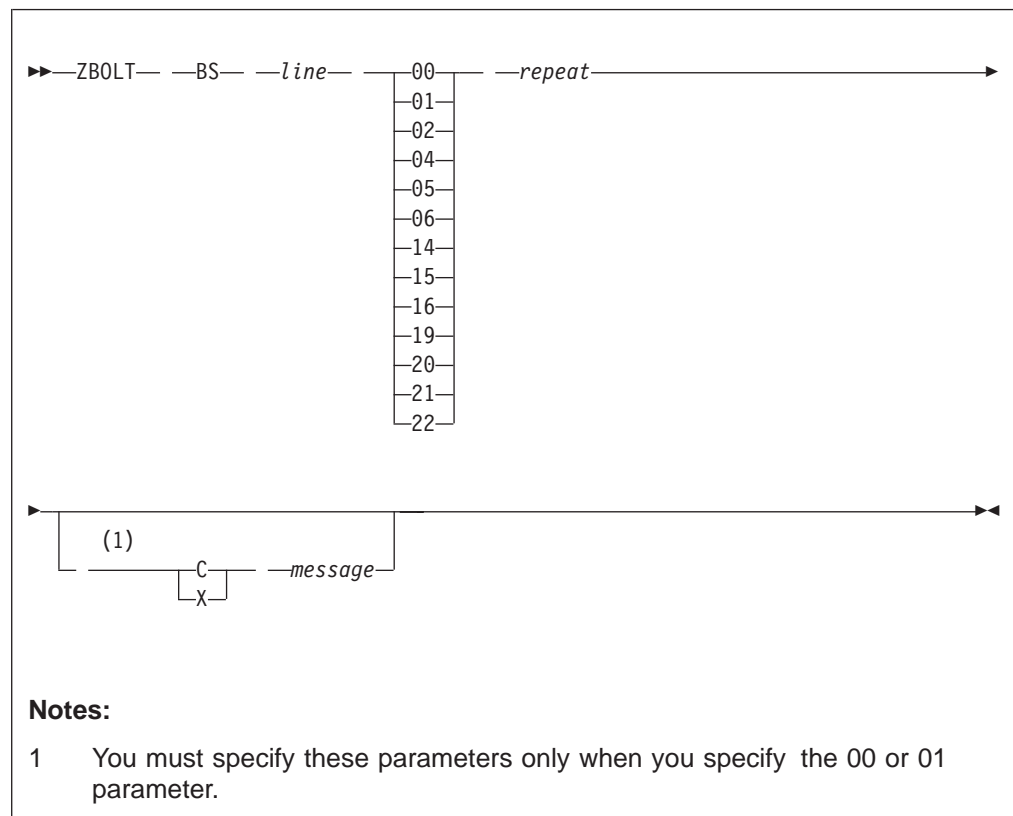 ZBOLT BS line 00 repeat
01
02
04
05
06
14
15
16
19
20
21
22
(1)
C message
X
Notes:
1 You must specify these parameters only when you specify the 00 or 01
parameter.